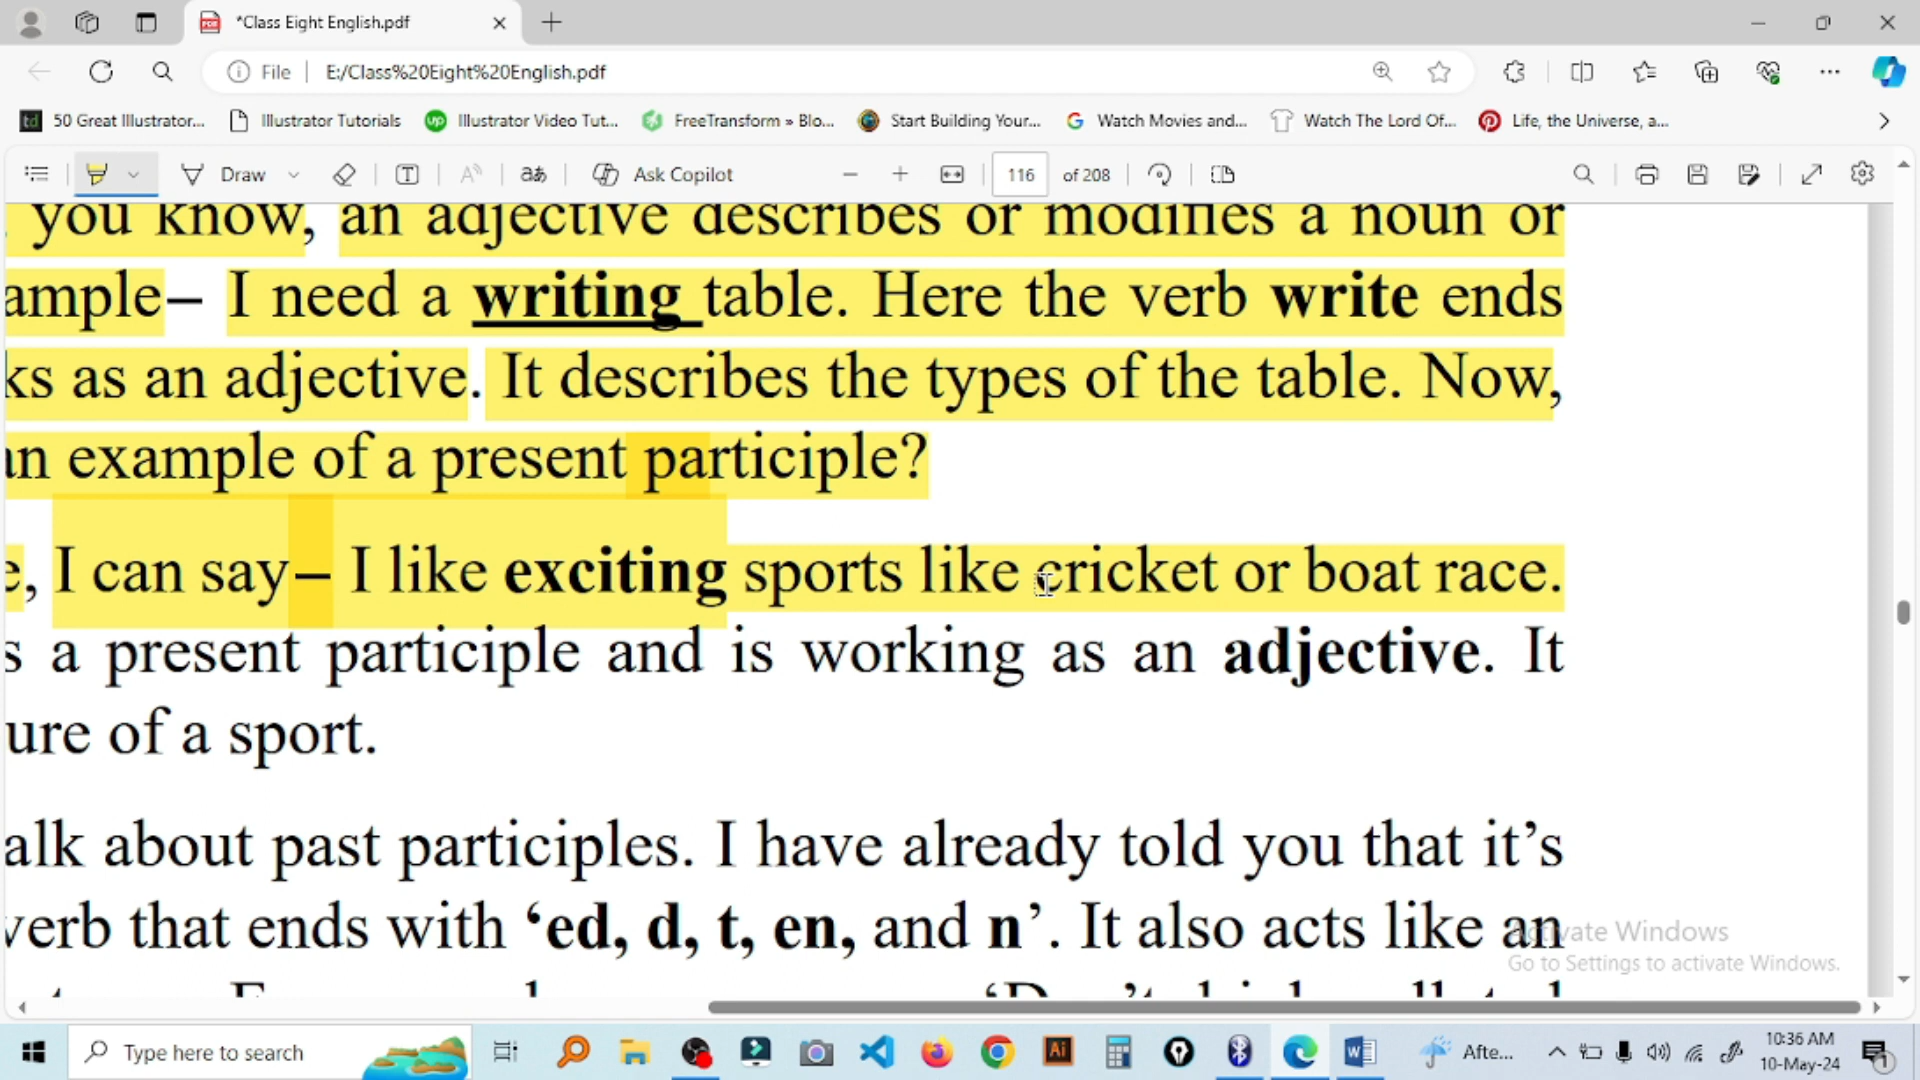 *Class Eight English.pdf
File E:/Class%20Eight%20English.pdf
50 Great Illustrator... Illustrator Tutorials Illustrator Video Tut... FreeTransform » Blo... Start Building Your... Watch Movies and... Watch The Lord Of... Life, the Universe, a...
Draw Ask Copilot 116 of 208
you know, an adjective describes or modifies a noun or
ample– I need a writing table. Here the verb write ends
ks as an adjective. It describes the types of the table. Now,
an example of a present participle?
e, I can say– I like exciting sports like cricket or boat race.
s a present participle and is working as an adjective. It
ure of a sport.
alk about past participles. I have already told you that it's
verb that ends with ‘ed, d, t, en, and n’. It also acts like an
Activate Windows
Go to Settings to activate Windows.
Type here to search Afte... 10:36 AM
10-May-24